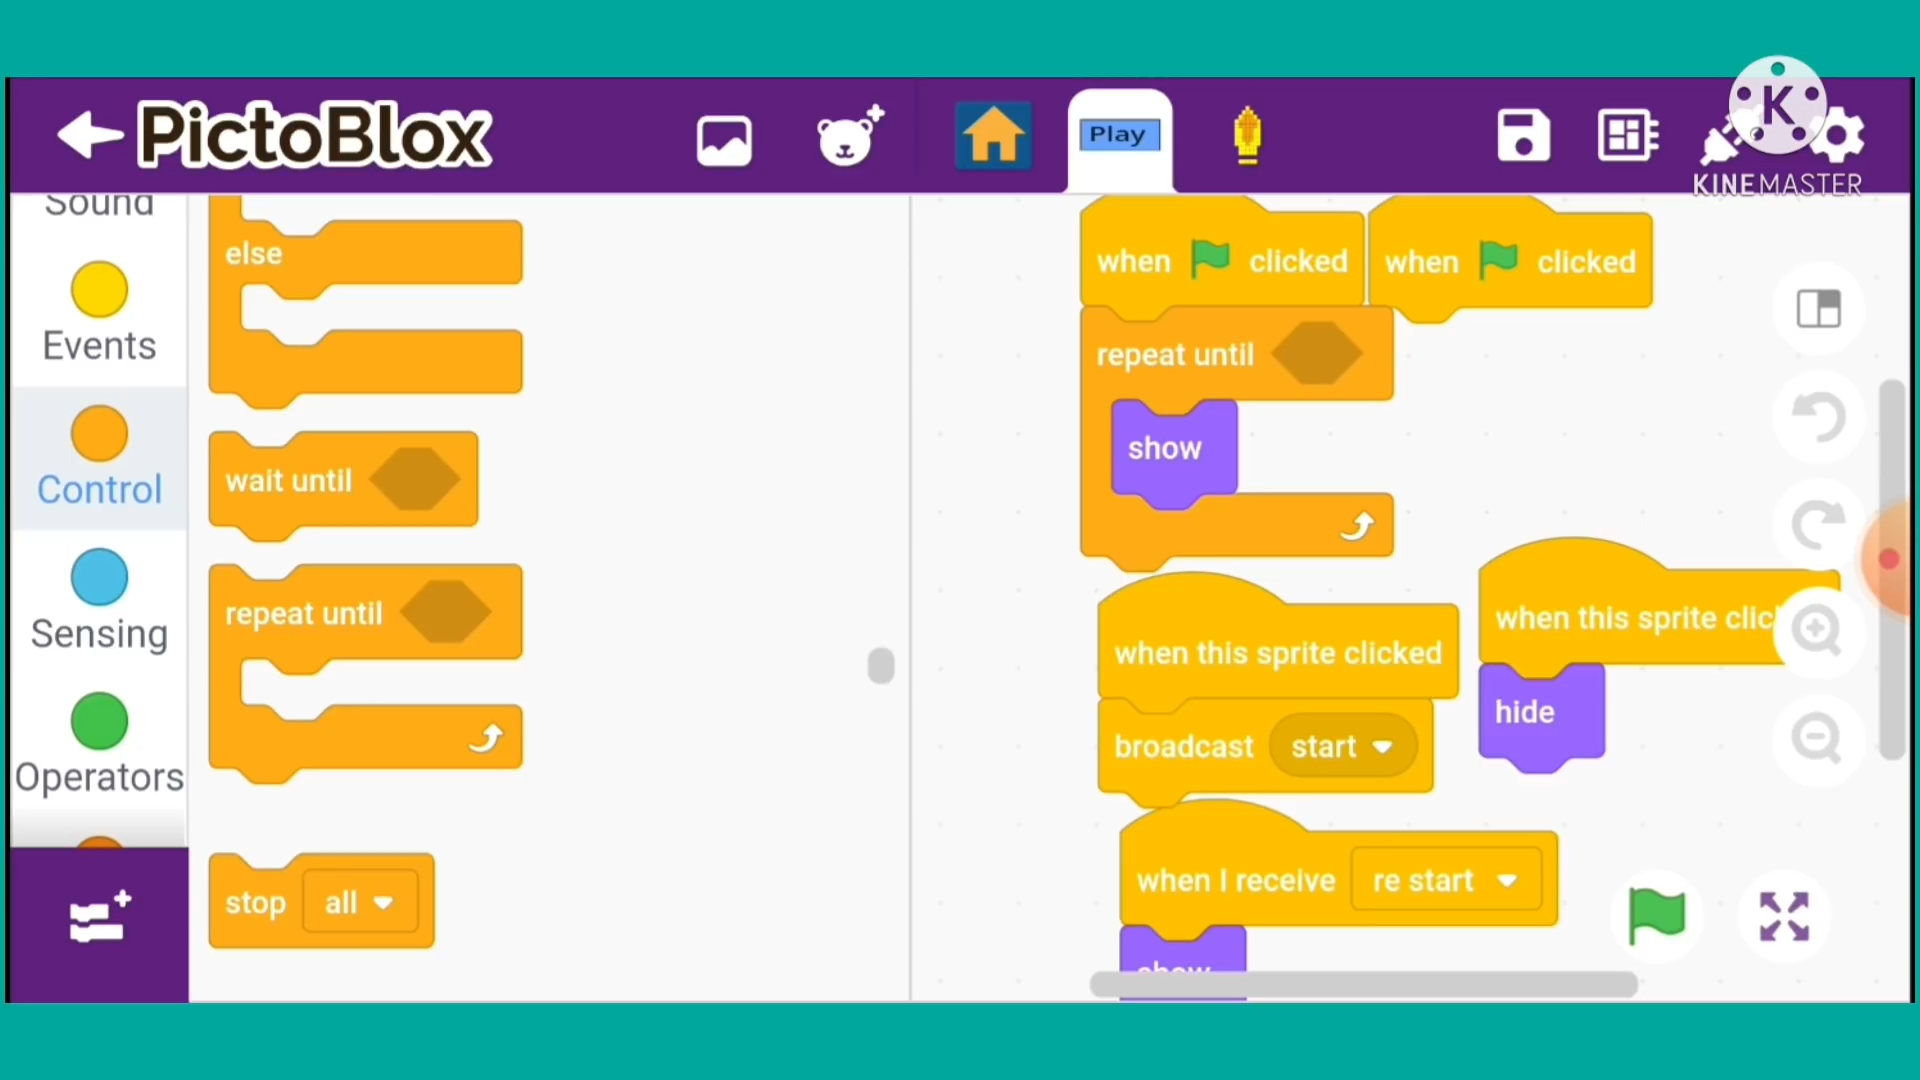 PictoBlox
Play
K
KINEMASTER
Sound
Events
Control
Sensing
Operators
else
wait until
repeat until
stop all
when clicked
when clicked
repeat until
show
when this sprite clicked
broadcast start
when this sprite clic
hide
when I receive re start
show